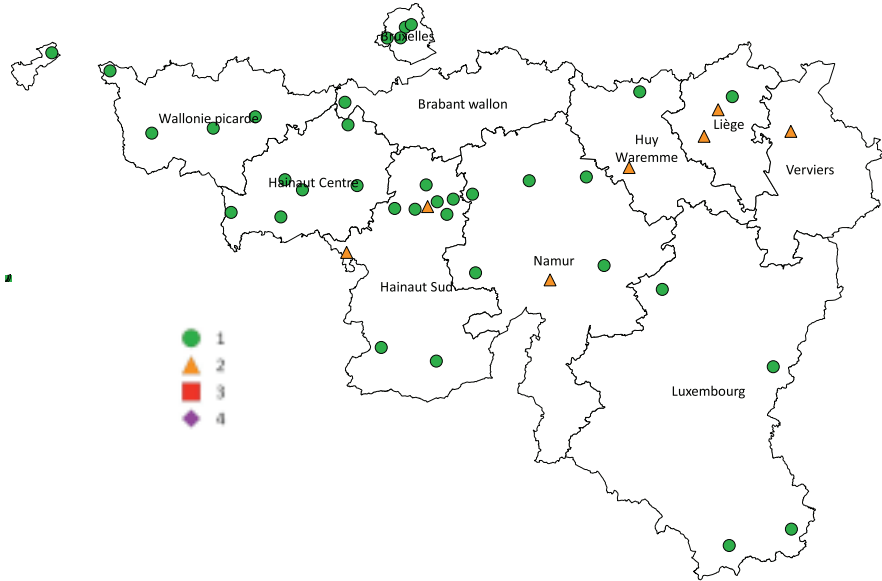 Bruxelles
Brabant wallon
Wallonie picarde
Liège
Huy
Waremme
Verviers
Hainaut Centre
Namur
Hainaut Sud
1
2
3
4
Luxembourg